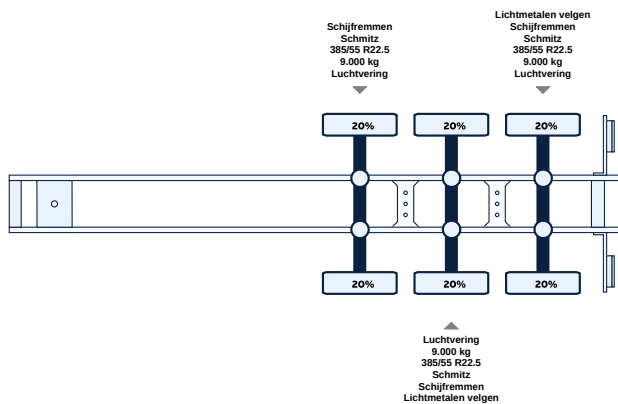 Schijfremmen
Schmitz
385/55 R22.5
9.000 kg
Luchtvering
Lichtmetalen velgen
Schijfremmen
Schmitz
385/55 R22.5
9.000 kg
Luchtvering
20%
20%
20%
20%
20%
20%
Luchtvering
9.000 kg
385/55 R22.5
Schmitz
Schijfremmen
Lichtmetalen velgen